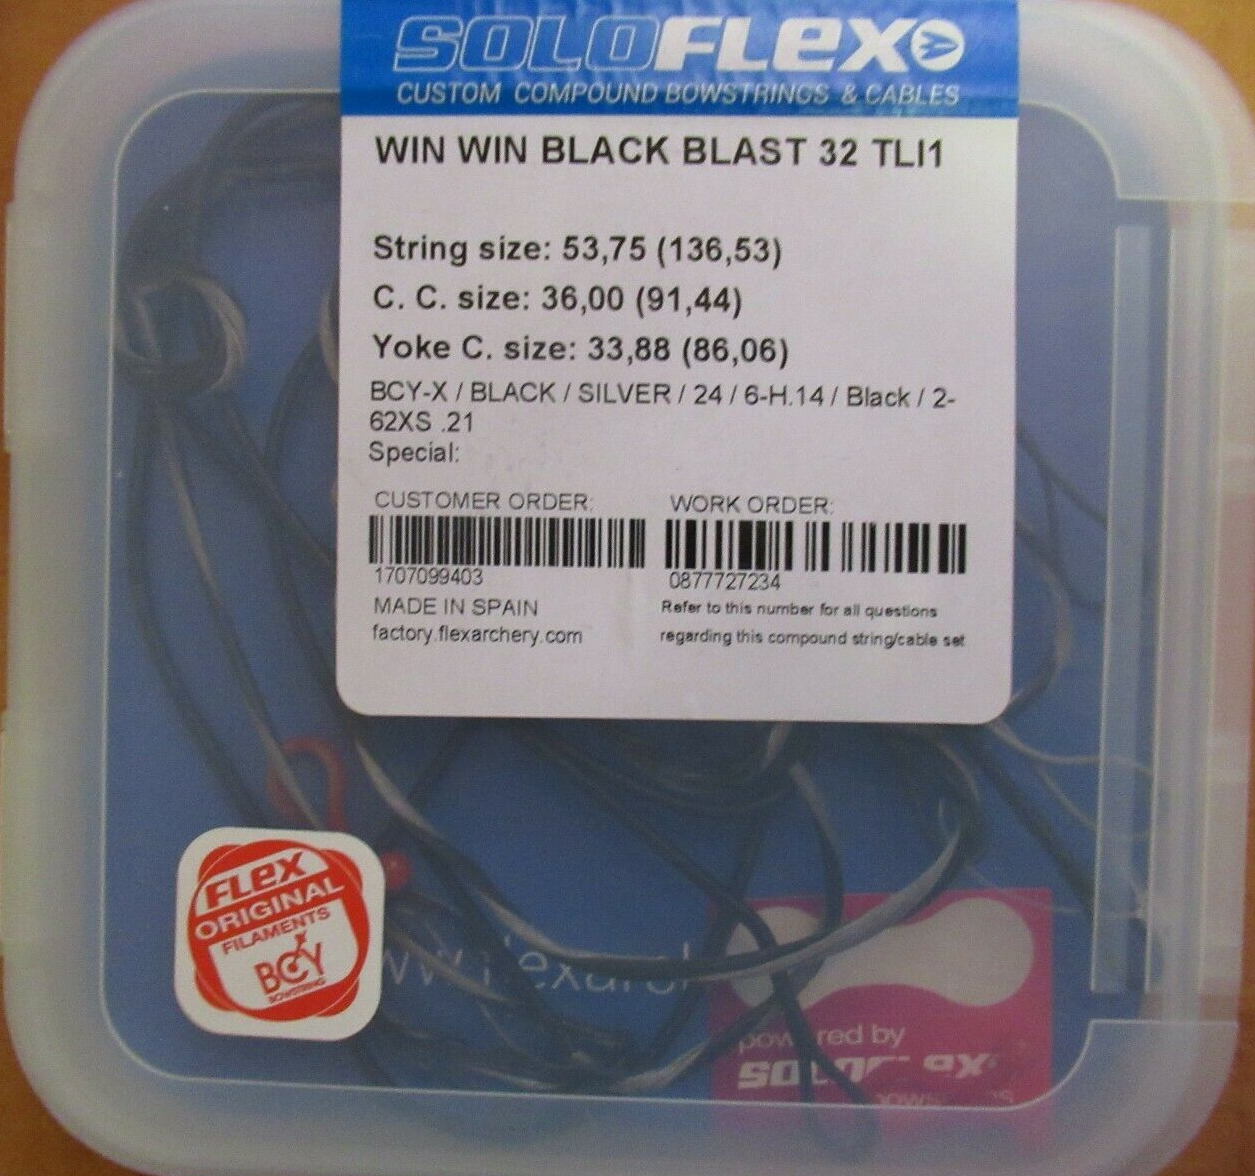 SOLOFLEX
CUSTOM COMPOUND BOWSTRINGS & CABLES
WIN WIN BLACK BLAST 32 TLI1
String size: 53,75 (136,53)
C. C. size: 36,00 (91,44)
Yoke C. size: 33,88 (86,06)
BCY-X / BLACK / SILVER / 24 / 6-H.14 / Black / 2-
62XS .21
Special:
CUSTOMER ORDER: WORK ORDER:
1707099403 0877727234
MADE IN SPAIN Refer to this number for all questions
factory.flexarchery.com regarding this compound string/cable set
FLEX
ORIGINAL
FILAMENTS
BCY
BOWSTRING
powered by